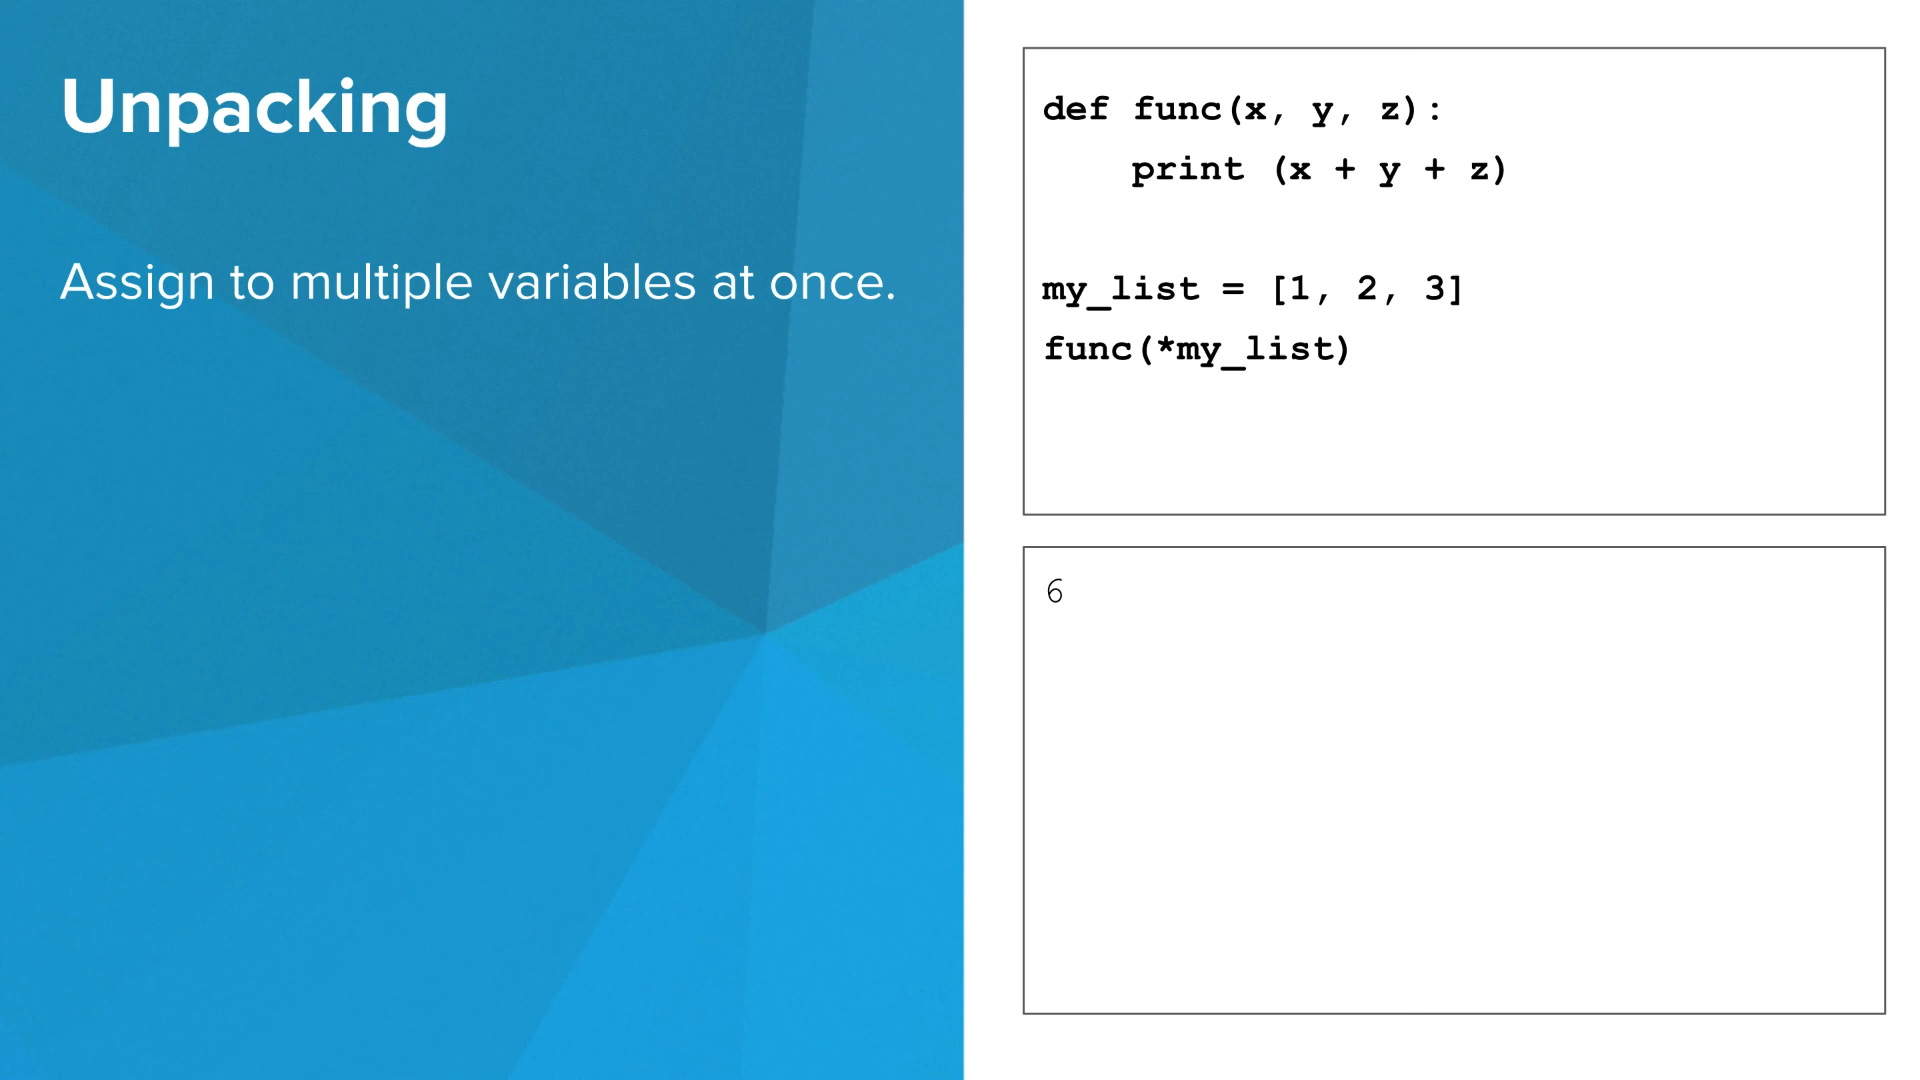 Unpacking
Assign to multiple variables at once.
def func(x, y, z):
    print (x + y + z)
my_list = [1, 2, 3]
func(*my_list)
6